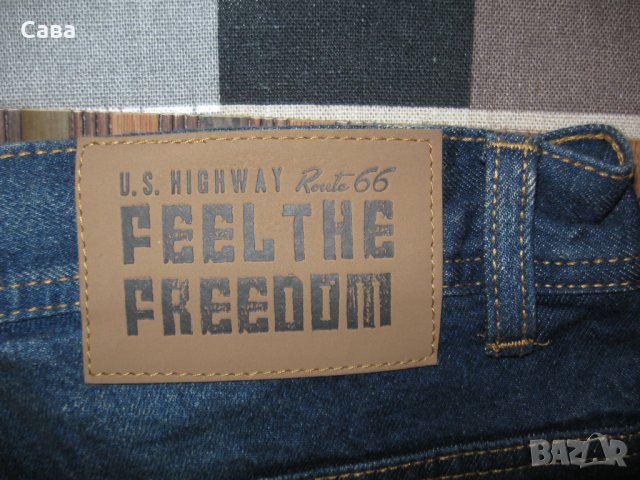 Сава
U.S. HIGHWAY Route 66
FEEL THE
FREEDOM
BAZAR